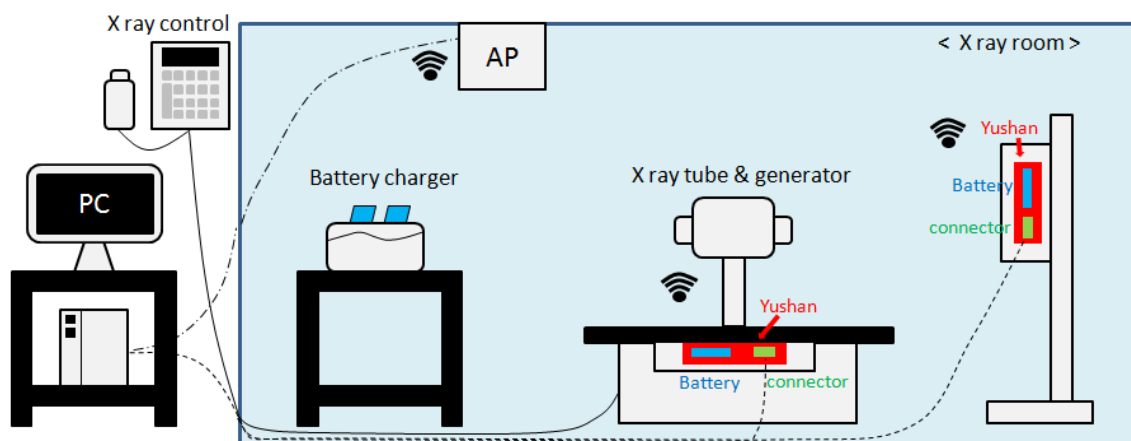 X ray control
< X ray room >
AP
Yushan
Battery charger
X ray tube & generator
Battery
PC
connector
Yushan
Battery
connector